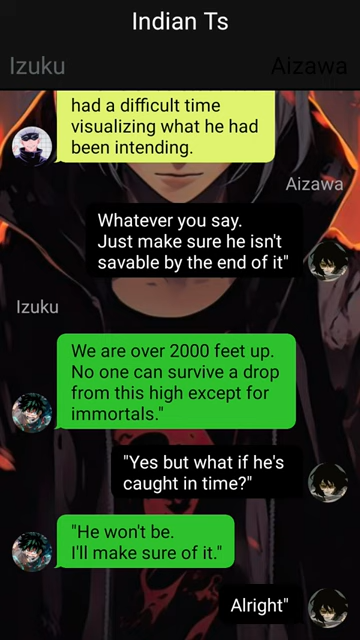 Indian Ts
Izuku
Aizawa
had a difficult time
visualizing what he had
been intending.
Aizawa
Whatever you say.
Just make sure he isn't
savable by the end of it"
Izuku
We are over 2000 feet up.
No one can survive a drop
from this high except for
immortals."
"Yes but what if he's
caught in time?"
"He won't be.
I'll make sure of it."
Alright"